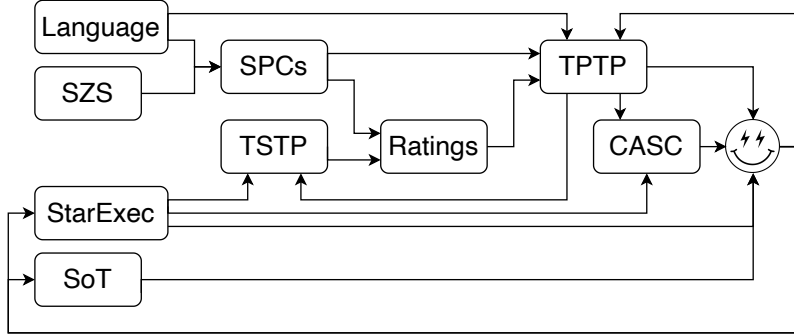 Language
SZS
SPCs
TPTP
TSTP
Ratings
CASC
StarExec
SoT